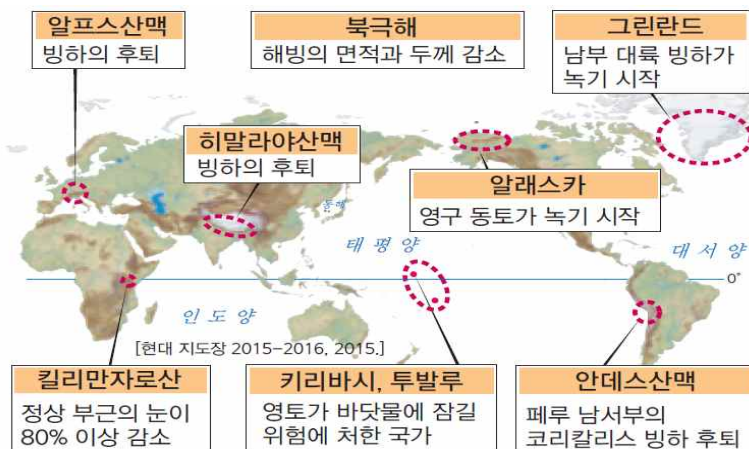 알프스산맥
빙하의 후퇴
북극해
해빙의 면적과 두께 감소
그린란드
남부 대륙 빙하가
녹기 시작
히말라야산맥
빙하의 후퇴
알래스카
영구 동토가 녹기 시작
동해
태평양
대서양
0°
인도양
[현대 지도장 2015-2016, 2015.]
킬리만자로산
정상 부근의 눈이
80% 이상 감소
키리바시, 투발루
영토가 바닷물에 잠길
위험에 처한 국가
안데스산맥
페루 남서부의
코리칼리스 빙하 후퇴